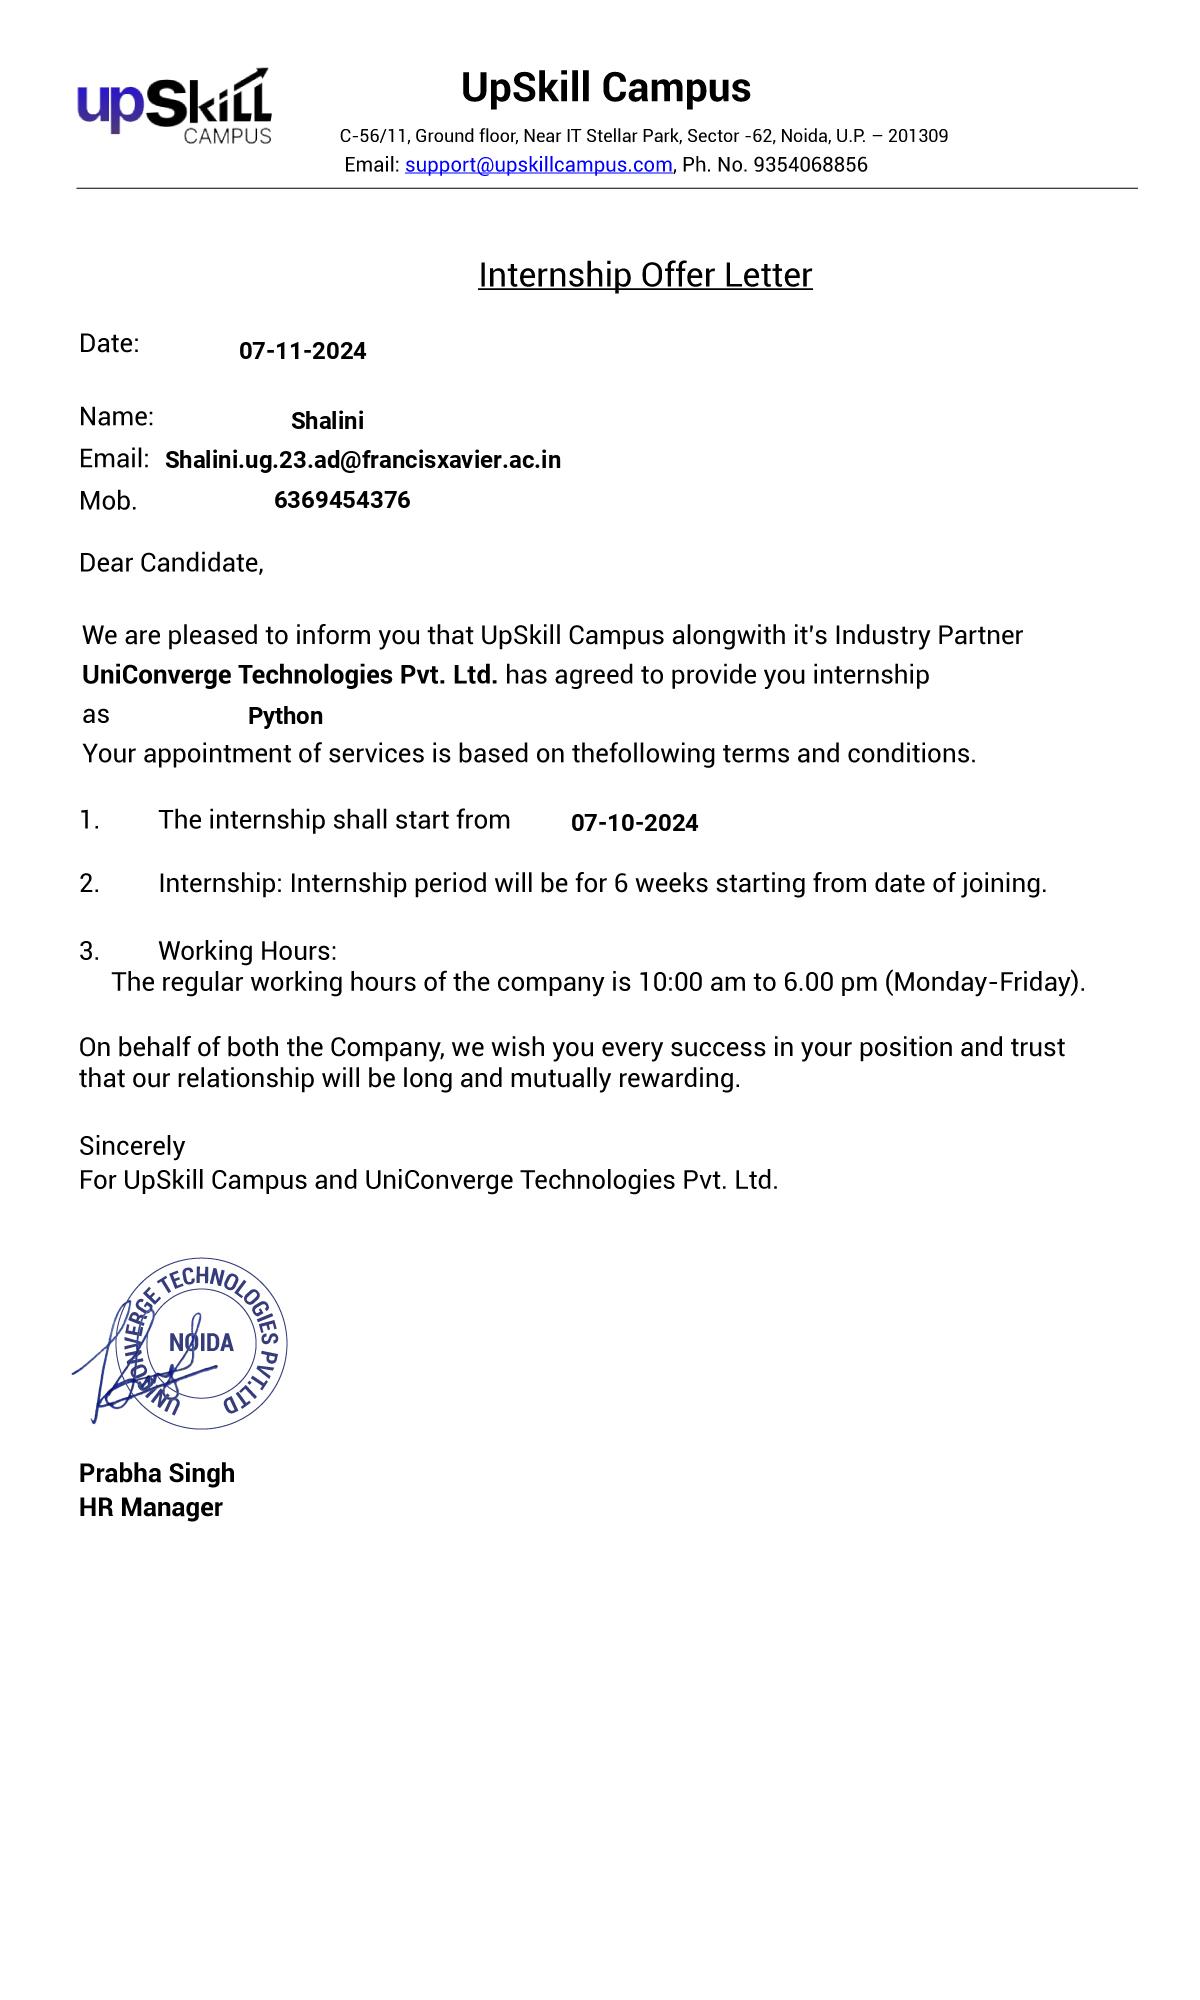 upSkill
CAMPUS
UpSkill Campus
C-56/11, Ground floor, Near IT Stellar Park, Sector -62, Noida, U.P. – 201309
Email: support@upskillcampus.com, Ph. No. 9354068856
Internship Offer Letter
Date: 07-11-2024
Name: Shalini
Email: Shalini.ug.23.ad@francisxavier.ac.in
Mob. 6369454376
Dear Candidate,
We are pleased to inform you that UpSkill Campus alongwith it's Industry Partner
UniConverge Technologies Pvt. Ltd. has agreed to provide you internship
as Python
Your appointment of services is based on thefollowing terms and conditions.
1. The internship shall start from 07-10-2024
2. Internship: Internship period will be for 6 weeks starting from date of joining.
3. Working Hours:
The regular working hours of the company is 10:00 am to 6.00 pm (Monday-Friday).
On behalf of both the Company, we wish you every success in your position and trust
that our relationship will be long and mutually rewarding.
Sincerely
For UpSkill Campus and UniConverge Technologies Pvt. Ltd.
UNICONVERGE TECHNOLOGIES PVT.LTD
NOIDA
Prabha Singh
HR Manager